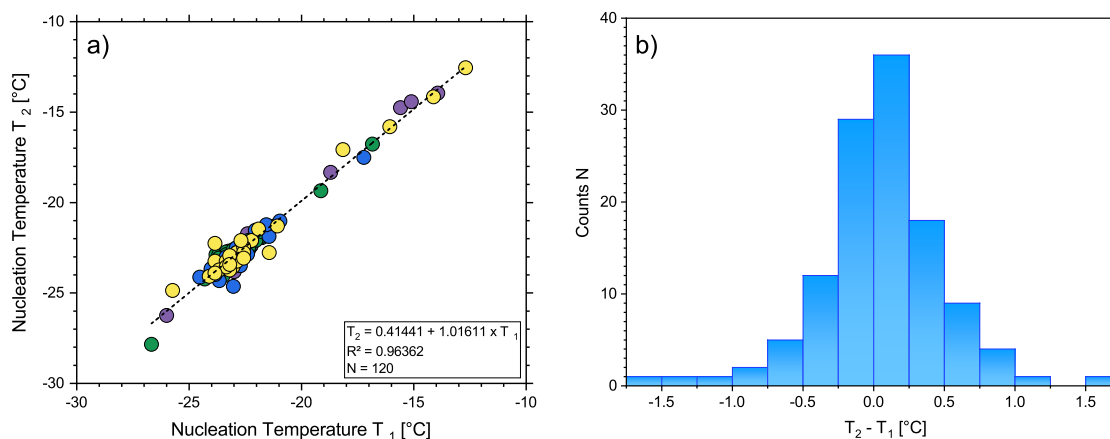 a)
Nucleation Temperature T 2 [°C]
-10
-15
-20
-25
-30
-30 -25 -20 -15 -10
Nucleation Temperature T 1 [°C]
T2 = 0.41441 + 1.01611 x T 1
R² = 0.96362
N = 120
b)
Counts N
40
30
20
10
0
-1.5 -1.0 -0.5 0.0 0.5 1.0 1.5
T2 - T1 [°C]